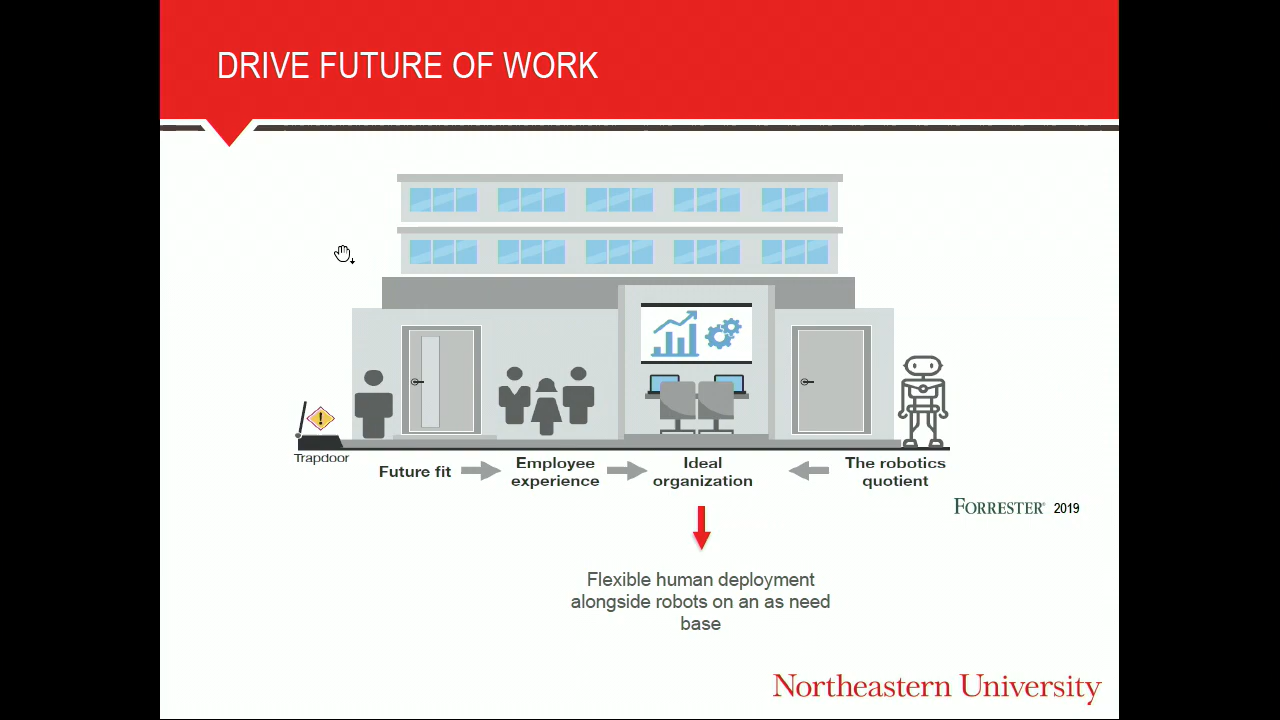 DRIVE FUTURE OF WORK
!
Trapdoor
Future fit
Employee
experience
Ideal
organization
The robotics
quotient
FORRESTER® 2019
Flexible human deployment
alongside robots on an as need
base
Northeastern University